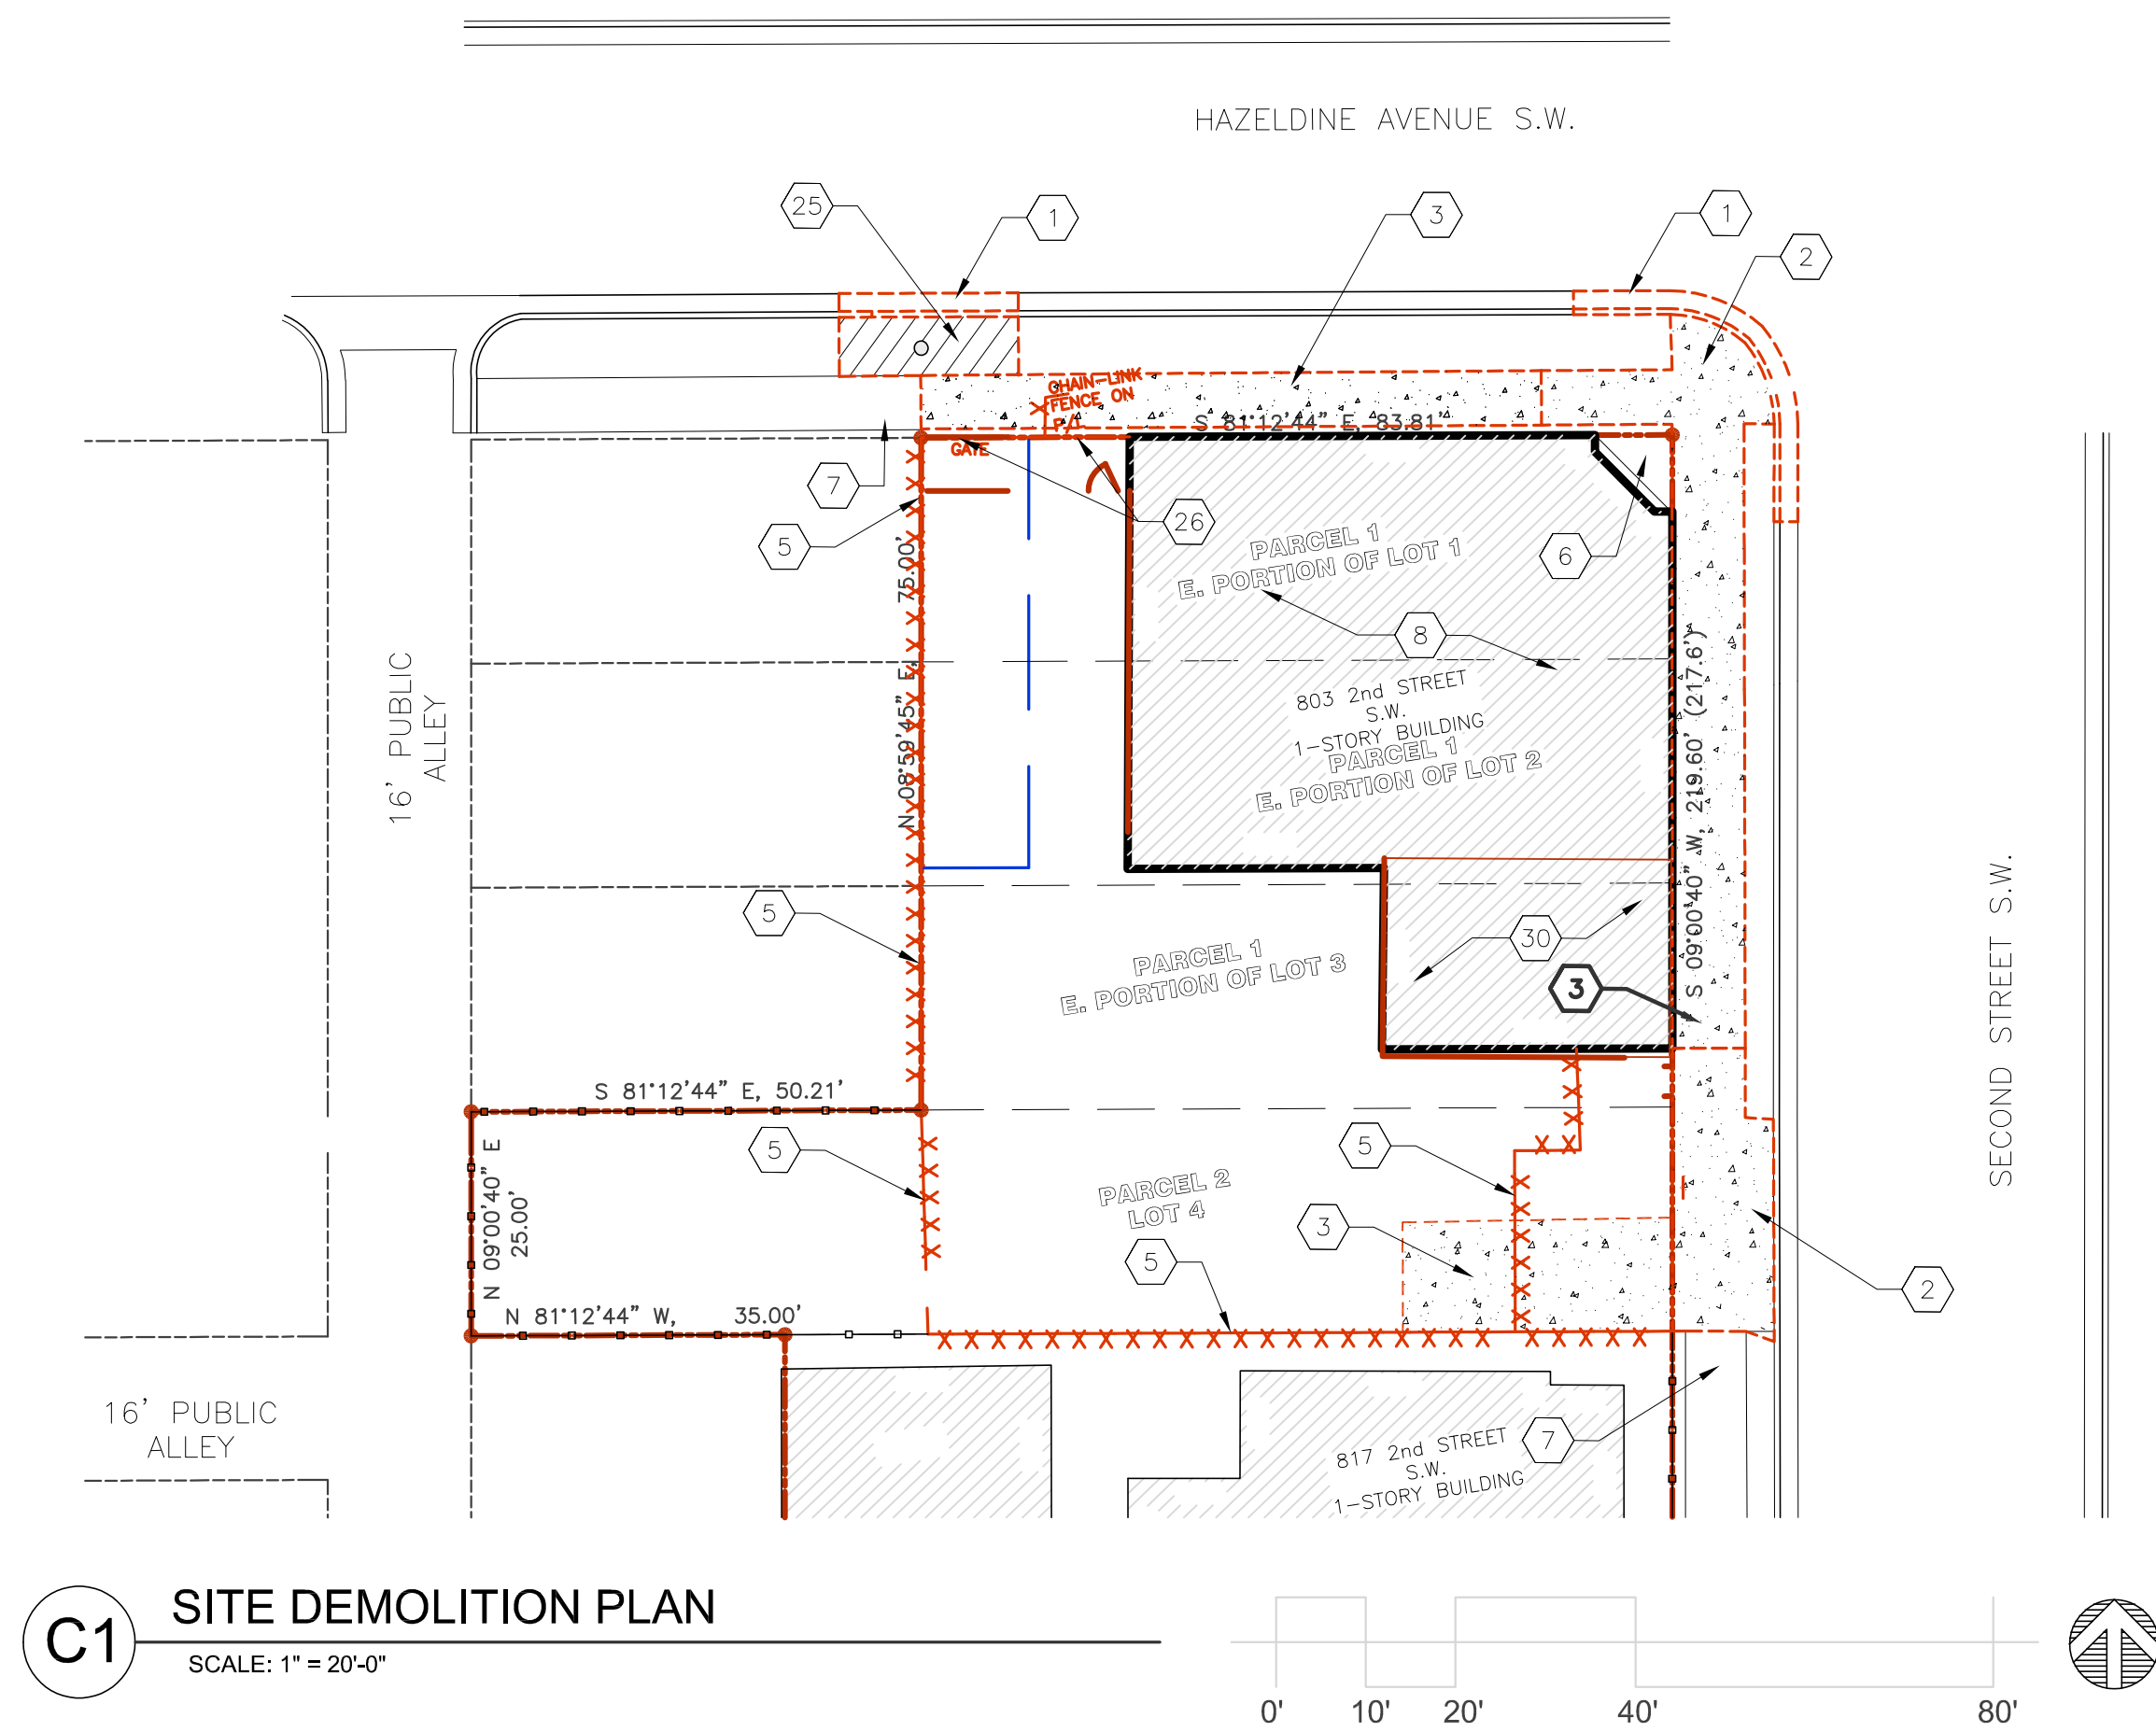 HAZELDINE AVENUE S.W.
25
1
3
1
2
CHAIN-LINK
FENCE ON
P/L
S 81°12'44" E, 83.81'
GATE
7
5
26
6
PARCEL 1
E. PORTION OF LOT 1
8
N 08°59'45" E, 75.00'
16' PUBLIC
ALLEY
803 2nd STREET
S.W.
1-STORY BUILDING
PARCEL 1
E. PORTION OF LOT 2
S 09°00'40" W, 219.60' (217.6')
SECOND STREET S.W.
5
30
3
PARCEL 1
E. PORTION OF LOT 3
S 81°12'44" E, 50.21'
5
5
N 09°00'40" E
25.00'
PARCEL 2
LOT 4
3
5
2
N 81°12'44" W, 35.00'
16' PUBLIC
ALLEY
817 2nd STREET
S.W.
1-STORY BUILDING
7
C1
SITE DEMOLITION PLAN
SCALE: 1" = 20'-0"
0' 10' 20' 40' 80'